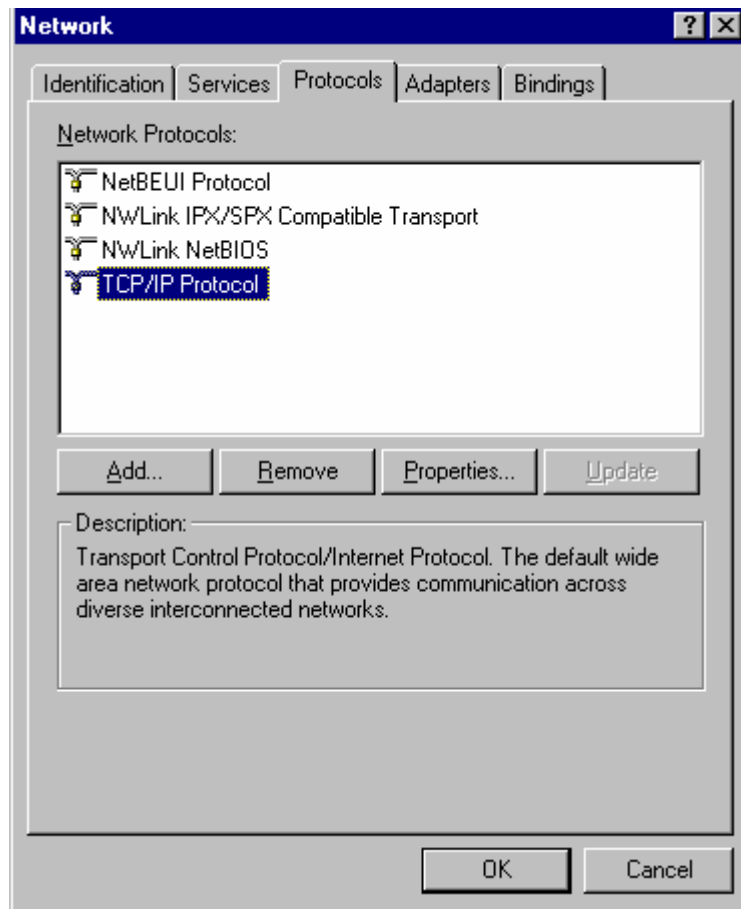 Network
Identification Services Protocols Adapters Bindings
Network Protocols:
NetBEUI Protocol
NWLink IPX/SPX Compatible Transport
NWLink NetBIOS
TCP/IP Protocol
Add... Remove Properties... Update
Description:
Transport Control Protocol/Internet Protocol. The default wide
area network protocol that provides communication across
diverse interconnected networks.
OK Cancel